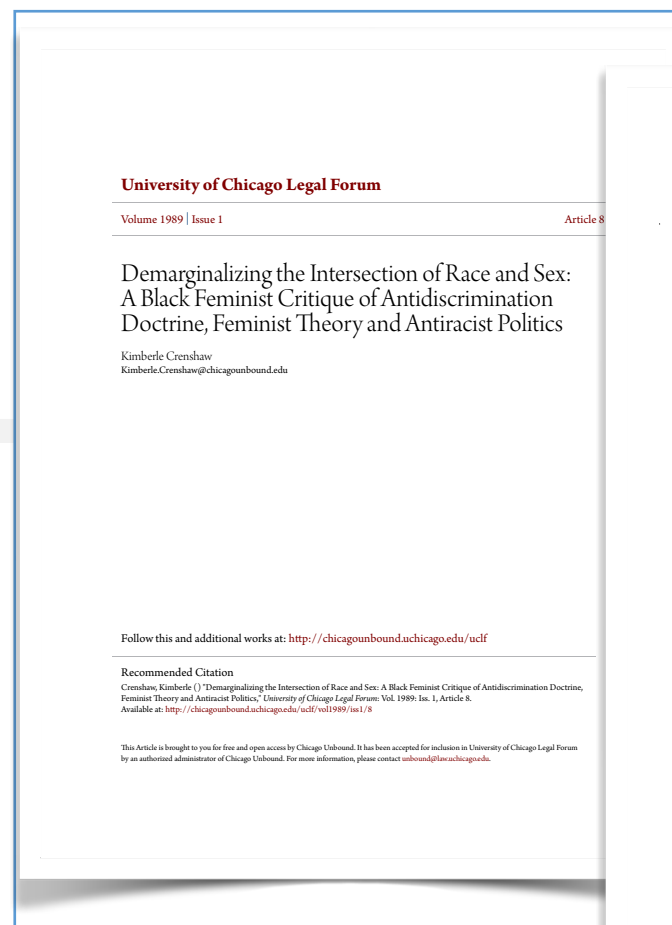 University of Chicago Legal Forum
Volume 1989 | Issue 1 Article 8
Demarginalizing the Intersection of Race and Sex:
A Black Feminist Critique of Antidiscrimination
Doctrine, Feminist Theory and Antiracist Politics
Kimberle Crenshaw
Kimberle.Crenshaw@chicagounbound.edu
Follow this and additional works at: http://chicagounbound.uchicago.edu/uclf
Recommended Citation
Crenshaw, Kimberle () "Demarginalizing the Intersection of Race and Sex: A Black Feminist Critique of Antidiscrimination Doctrine,
Feminist Theory and Antiracist Politics," University of Chicago Legal Forum: Vol. 1989: Iss. 1, Article 8.
Available at: http://chicagounbound.uchicago.edu/uclf/vol1989/iss1/8
This Article is brought to you for free and open access by Chicago Unbound. It has been accepted for inclusion in University of Chicago Legal Forum
by an authorized administrator of Chicago Unbound. For more information, please contact unbound@law.uchicago.edu.